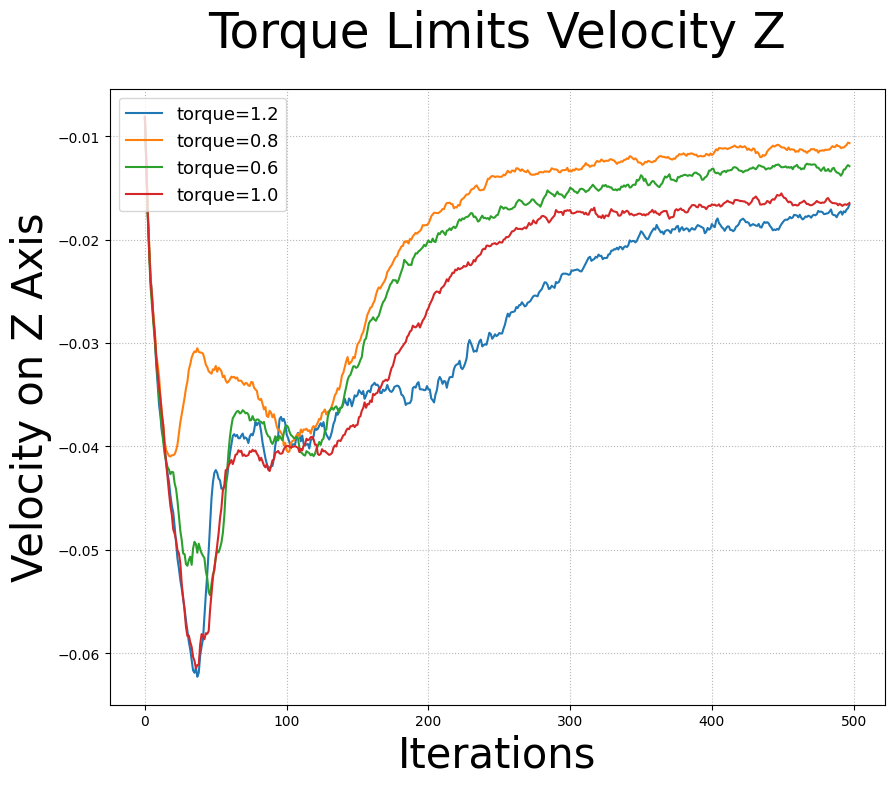 Torque Limits Velocity Z
torque=1.2
torque=0.8
torque=0.6
torque=1.0
Velocity on Z Axis
−0.01
−0.02
−0.03
−0.04
−0.05
−0.06
0 100 200 300 400 500
Iterations